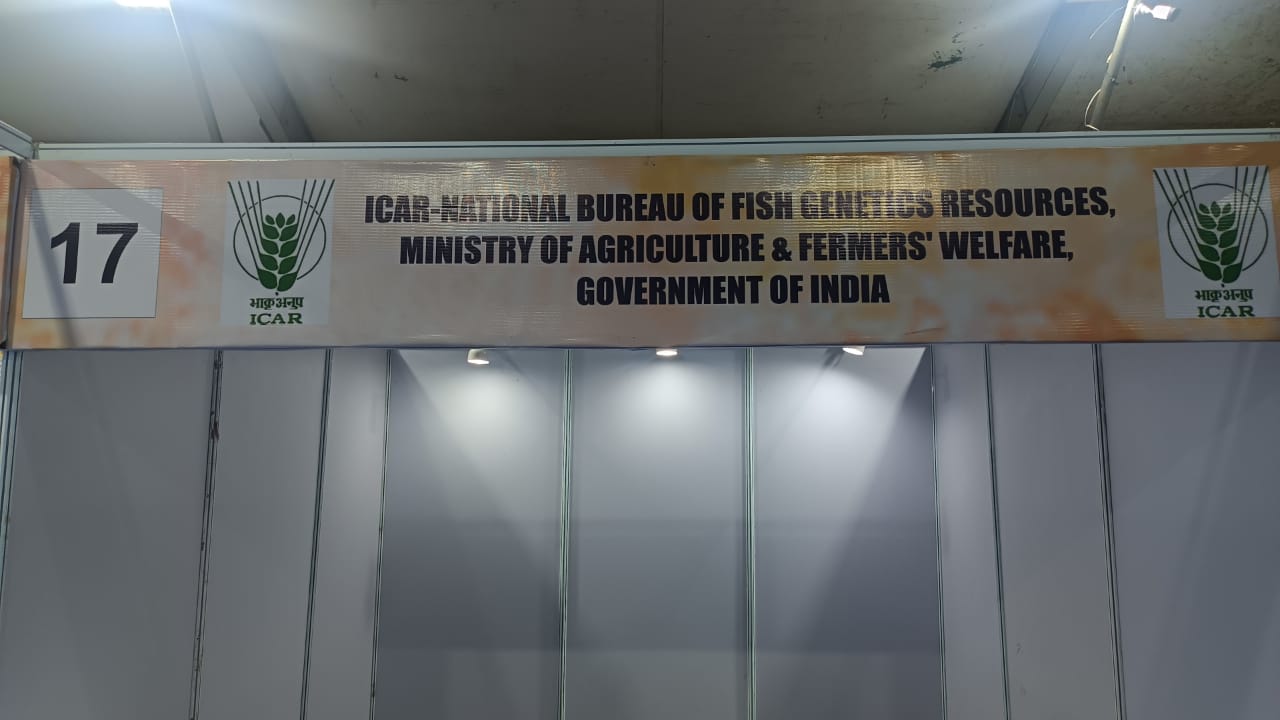 17
भाकृअनुप
ICAR
ICAR-NATIONAL BUREAU OF FISH GENETICS RESOURCES,
MINISTRY OF AGRICULTURE & FERMERS' WELFARE,
GOVERNMENT OF INDIA
भाकृअनुप
ICAR